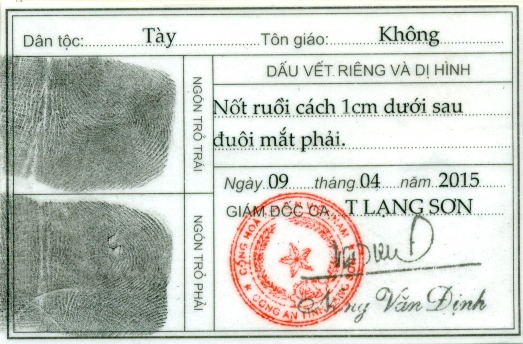 Dân tộc: Tày Tôn giáo: Không
DẤU VẾT RIÊNG VÀ DỊ HÌNH
Nốt ruồi cách 1cm dưới sau
đuôi mắt phải.
NGÓN TRỎ TRÁI
Ngày 09 tháng 04 năm 2015
GIÁM ĐỐC CA T LẠNG SƠN
NGÓN TRỎ PHẢI
CÔNG AN TỈNH
Văn Định